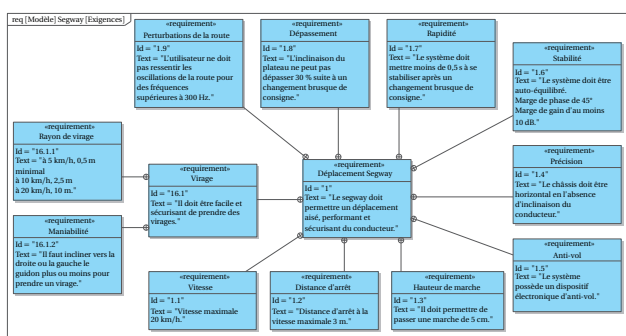 req [Modèle] Segway [Exigences]
«requirement»
Perturbations de la route
Id = "1.9"
Text = "L'utilateur ne doit
pas ressentir les
oscillations de la route pour
des fréquences
supérieures à 300 Hz."
«requirement»
Dépassement
Id = "1.8"
Text = "L'inclinaison du
plateau ne peut pas
dépasser 30 % suite à un
changement brusque de
consigne."
«requirement»
Rapidité
Id = "1.7"
Text = "Le système doit
mettre moins de 0,5 s à se
stabiliser après un
changement brusque de
consigne."
«requirement»
Stabilité
Id = "1.6"
Text = "Le système doit être
auto-équilibré.
Marge de phase de 45°
Marge de gain d'au moins
10 dB."
«requirement»
Rayon de virage
Id = "16.1.1"
Text = "à 5 km/h, 0,5 m
minimal
à 10 km/h, 2,5 m
à 20 km/h, 10 m."
«requirement»
Virage
Id = "16.1"
Text = "Il doit être facile et
sécurisant de prendre des
virages."
«requirement»
Déplacement Segway
Id = "1"
Text = "Le segway doit
permettre un déplacement
aisé, performant et
sécurisant du conducteur."
«requirement»
Précision
Id = "1.4"
Text = "Le châssis doit être
horizontal en l'absence
d'inclinaison du
conducteur."
«requirement»
Maniabilité
Id = "16.1.2"
Text = "Il faut incliner vers la
droite ou la gauche le
guidon plus ou moins pour
prendre un virage."
«requirement»
Anti-vol
Id = "1.5"
Text = "Le système
possède un dispositif
électronique d'anti-vol."
«requirement»
Vitesse
Id = "1.1"
Text = "Vitesse maximale
20 km/h."
«requirement»
Distance d'arrêt
Id = "1.2"
Text = "Distance d'arrêt à la
vitesse maximale 3 m."
«requirement»
Hauteur de marche
Id = "1.3"
Text = "Il doit permettre de
passer une marche de 5 cm."